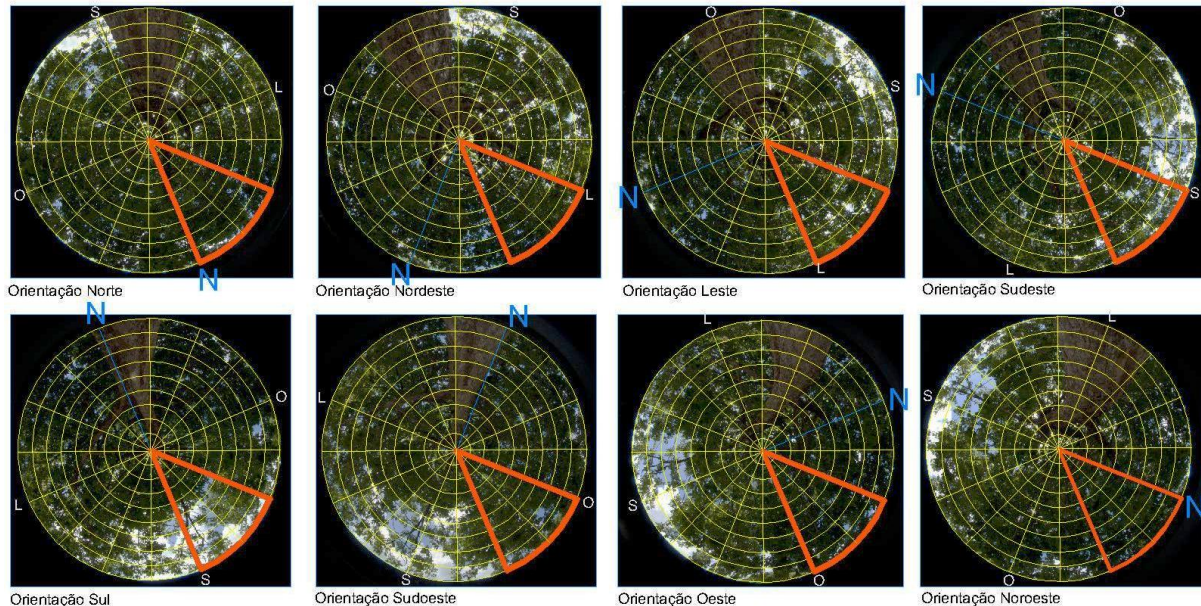 S
L
O
N
Orientação Norte
S
O
L
N
Orientação Nordeste
O
S
N
L
Orientação Leste
O
N
S
L
Orientação Sudeste
N
O
L
S
Orientação Sul
N
L
O
S
Orientação Sudoeste
L
N
S
O
Orientação Oeste
L
S
N
O
Orientação Noroeste